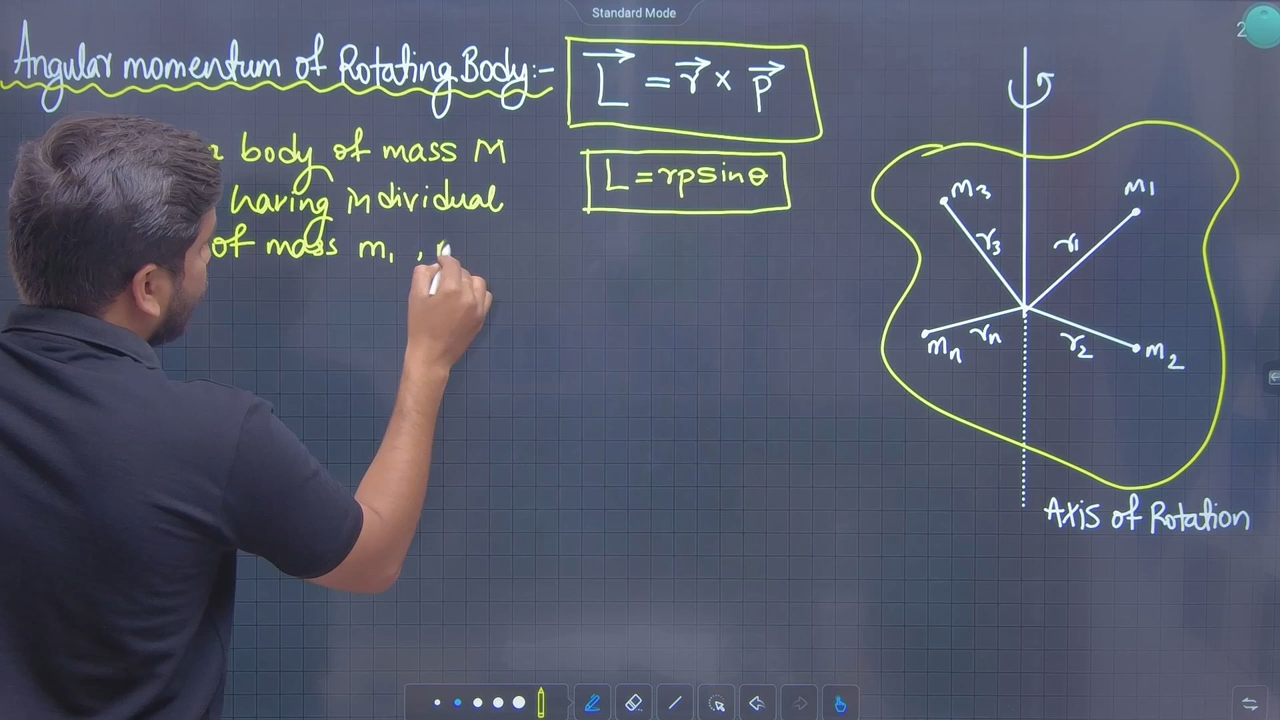 Standard Mode
2
Angular momentum of Rotating Body:-
L = r × p
L = rpsinθ
body of mass M
having individual
of mass m₁ ,
m₃
m₁
r₃
r₁
mₙ
rₙ
r₂
m₂
Axis of Rotation